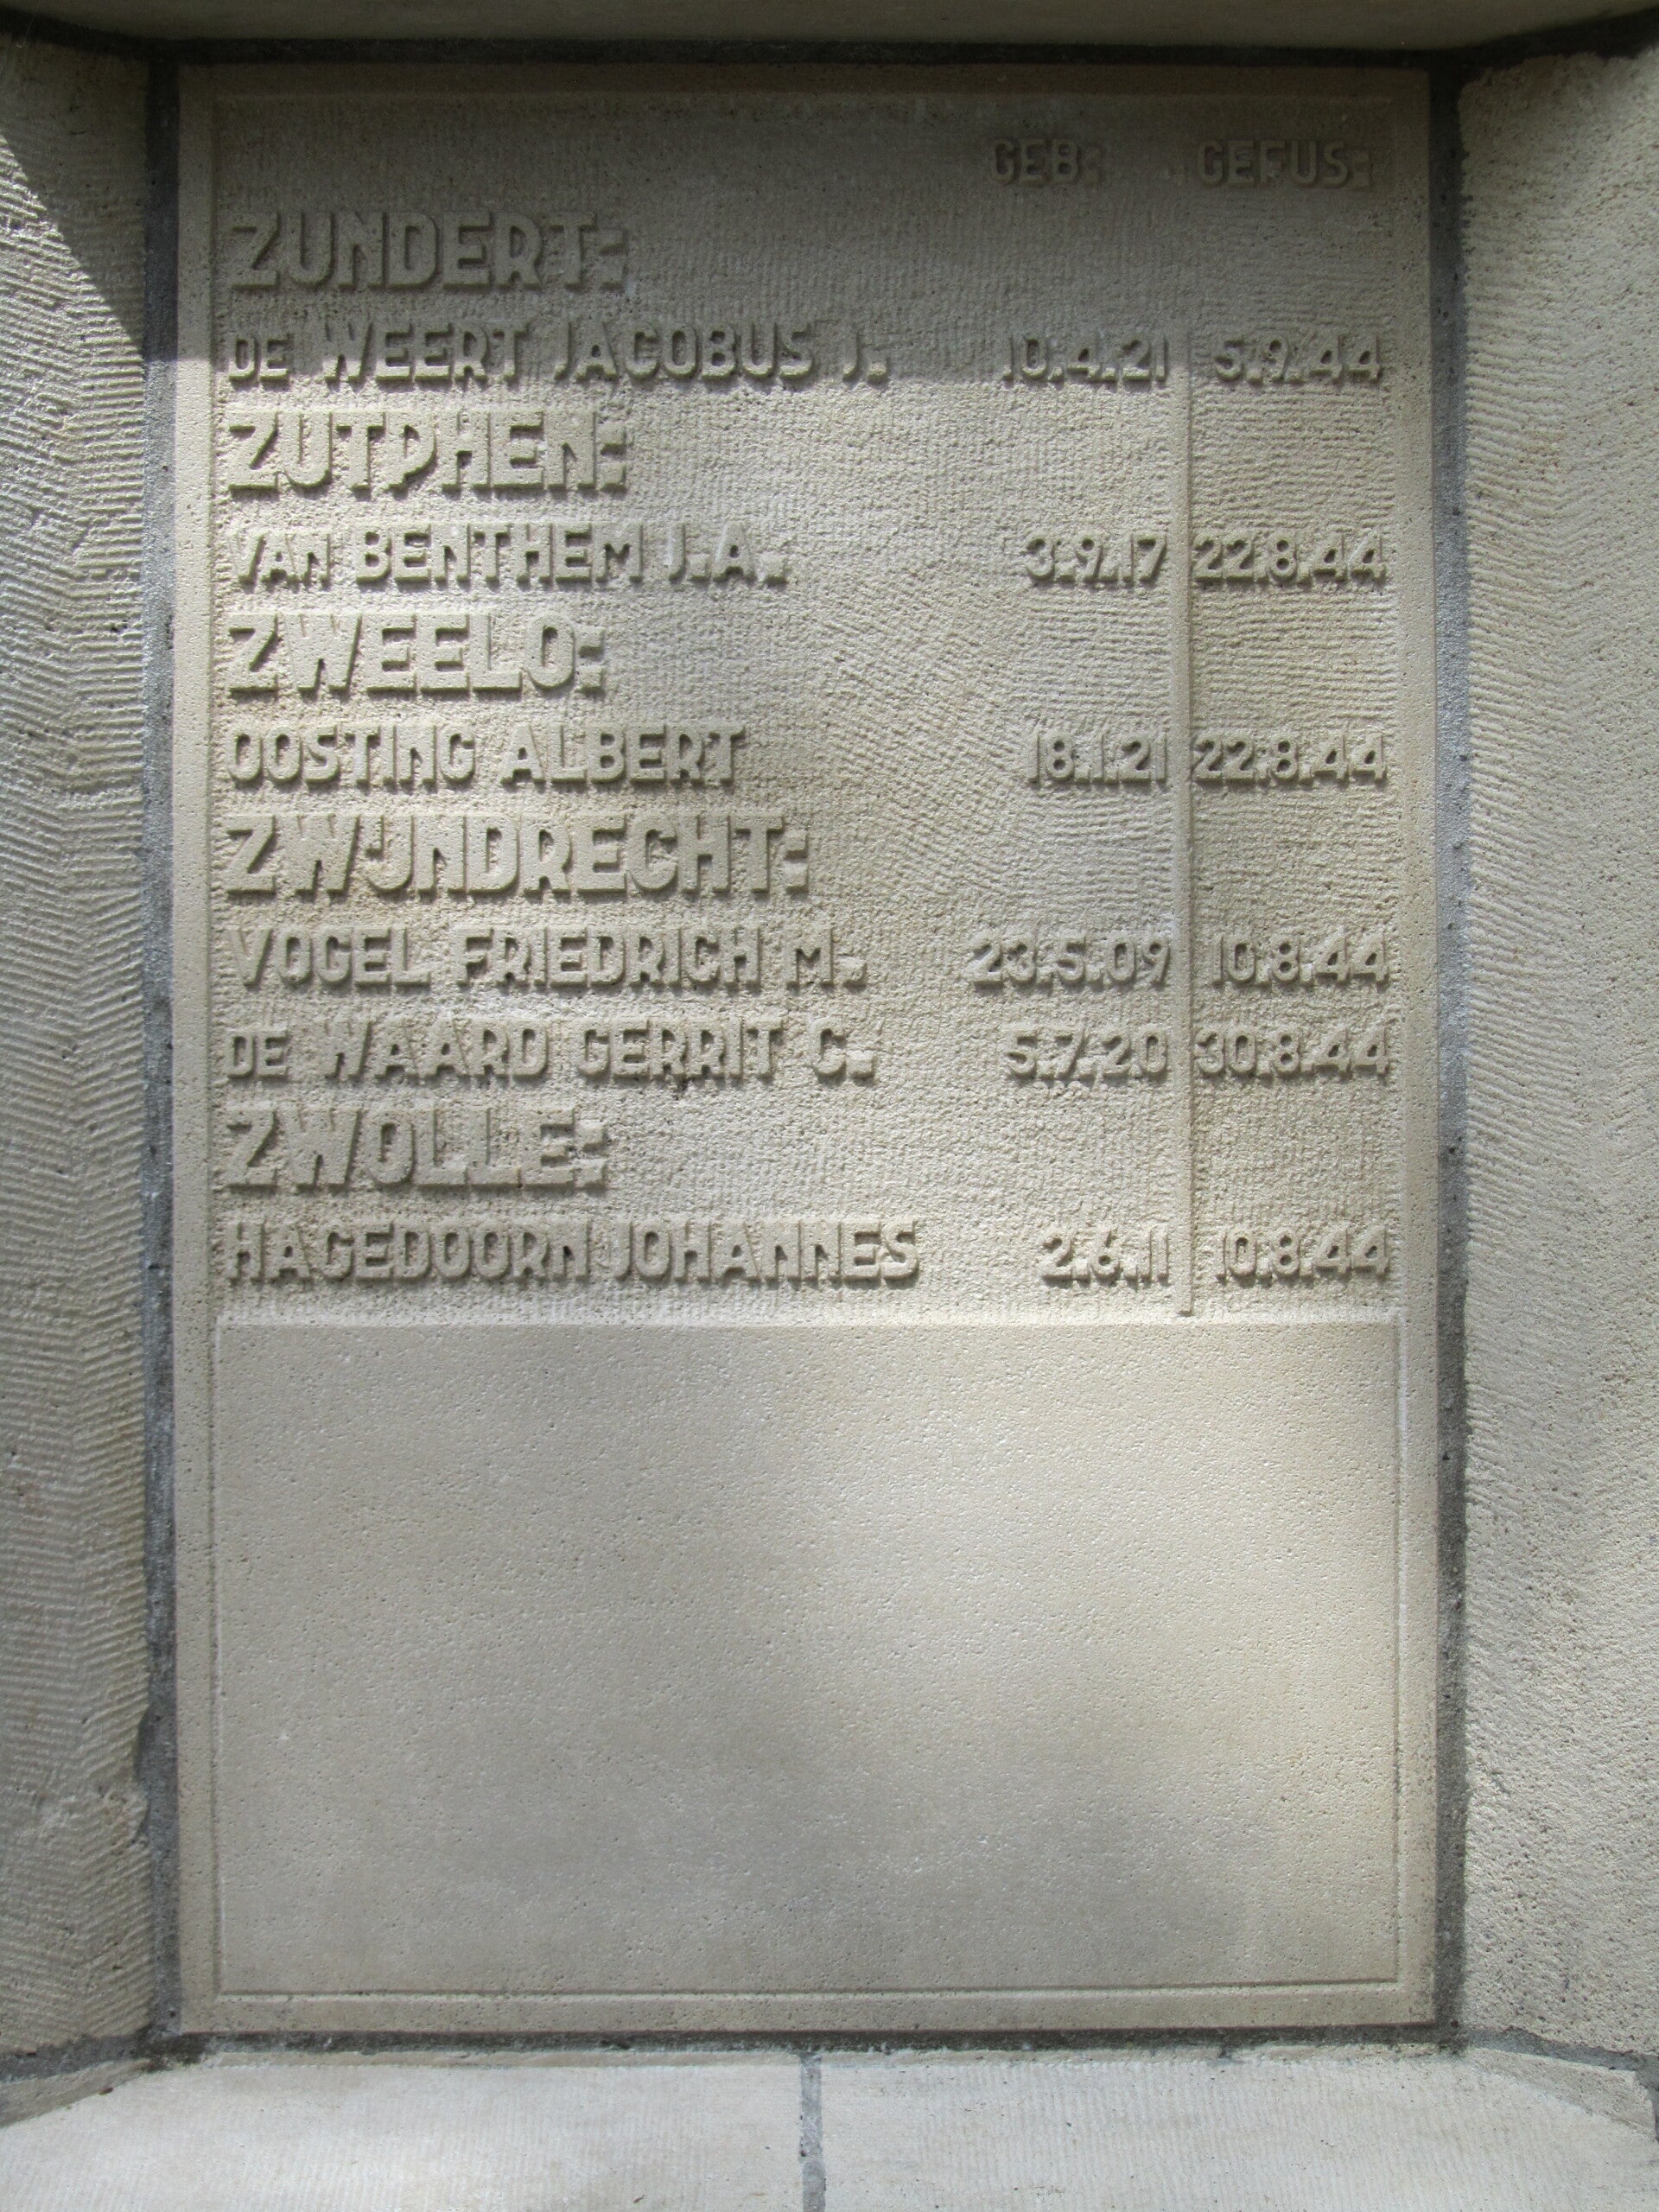 GEB: GEFUS:
ZUNDERT:
DE WEERT JACOBUS J. 10.4.21 5.9.44
ZUTPHEN:
VAN BENTHEM J.A. 3.9.17 22.8.44
ZWEELO:
OOSTING ALBERT 18.1.21 22.8.44
ZWIJNDRECHT:
VOGEL FRIEDRICH M. 23.5.09 10.8.44
DE WAARD GERRIT C. 5.7.20 30.8.44
ZWOLLE:
HAGEDOORN JOHANNES 2.6.11 10.8.44